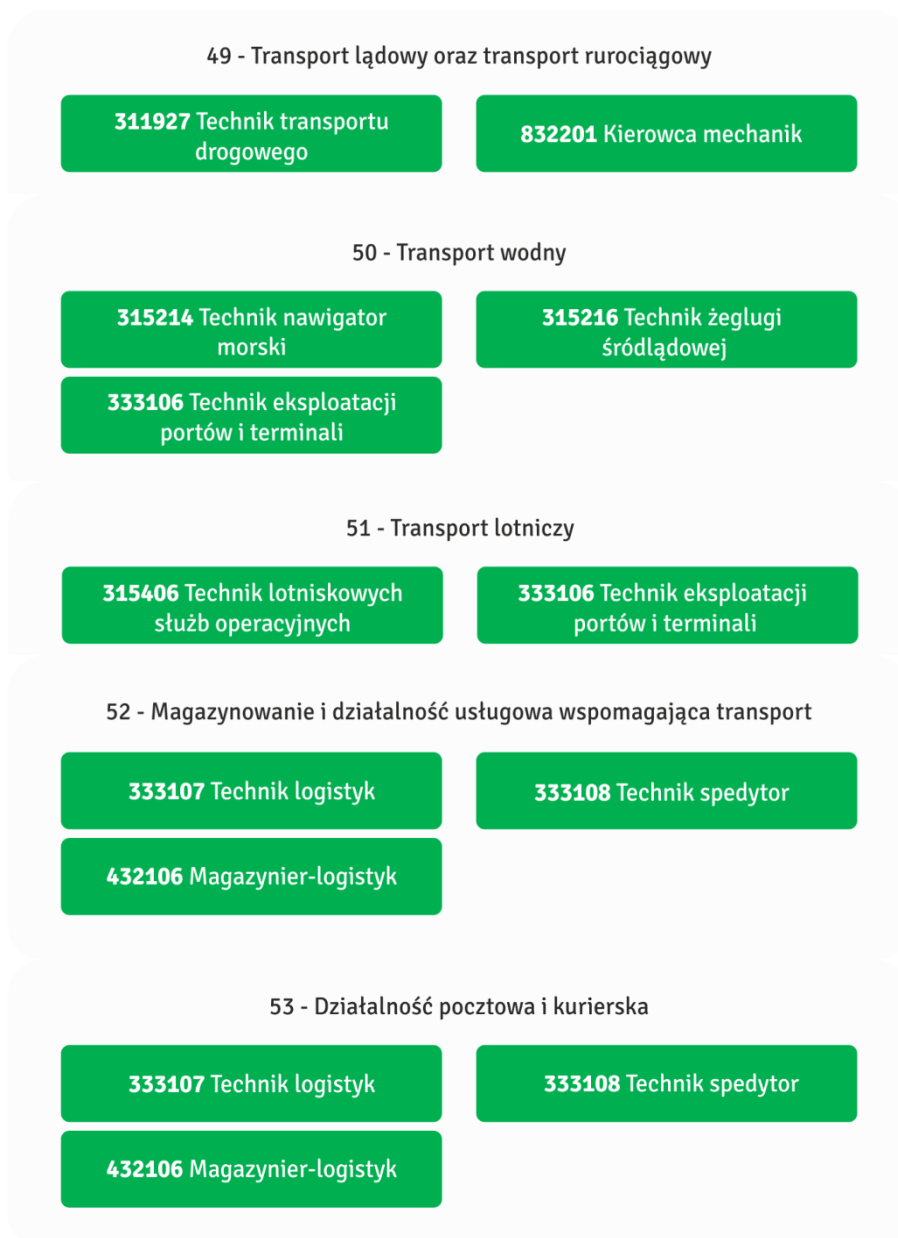 49 - Transport lądowy oraz transport rurociągowy
311927 Technik transportu
drogowego
832201 Kierowca mechanik
50 - Transport wodny
315214 Technik nawigator
morski
315216 Technik żeglugi
śródlądowej
333106 Technik eksploatacji
portów i terminali
51 - Transport lotniczy
315406 Technik lotniskowych
służb operacyjnych
333106 Technik eksploatacji
portów i terminali
52 - Magazynowanie i działalność usługowa wspomagająca transport
333107 Technik logistyk
333108 Technik spedytor
432106 Magazynier-logistyk
53 - Działalność pocztowa i kurierska
333107 Technik logistyk
333108 Technik spedytor
432106 Magazynier-logistyk